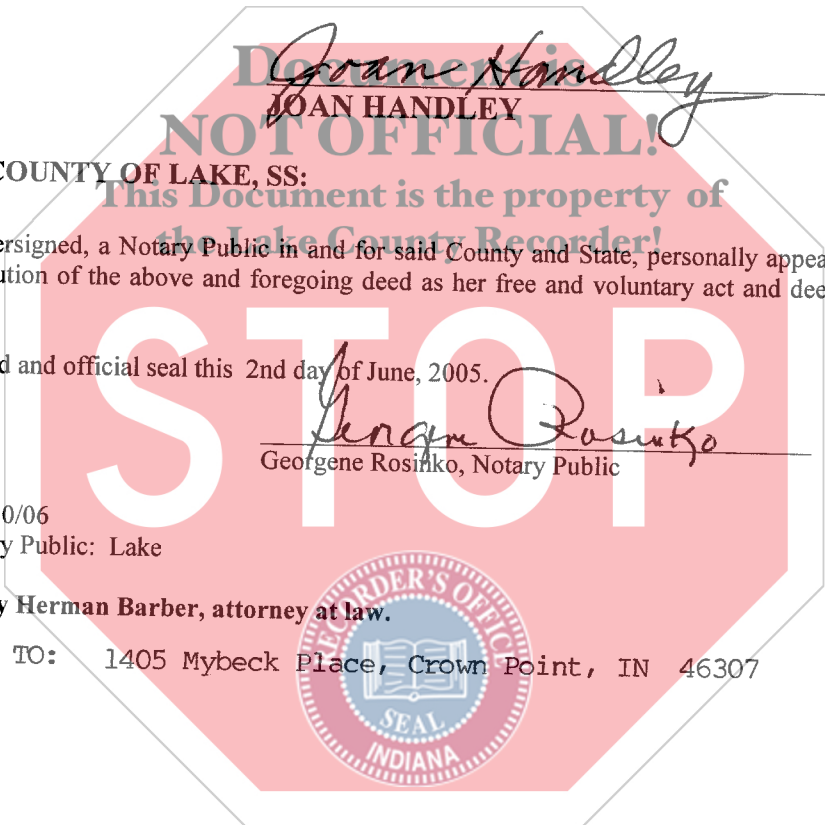 Joan Handley
Document is
JOAN HANDLEY
NOT OFFICIAL!
COUNTY OF LAKE, SS:
This Document is the property of
the Lake County Recorder!
ersigned, a Notary Public in and for said County and State, personally appea
ution of the above and foregoing deed as her free and voluntary act and dee
STOP
d and official seal this 2nd day of June, 2005.
Georgene Rosinko
Georgene Rosinko, Notary Public
0/06
y Public: Lake
y Herman Barber, attorney at law.
TO: 1405 Mybeck Place, Crown Point, IN 46307
RECORDER'S OFFICE
SEAL
INDIANA